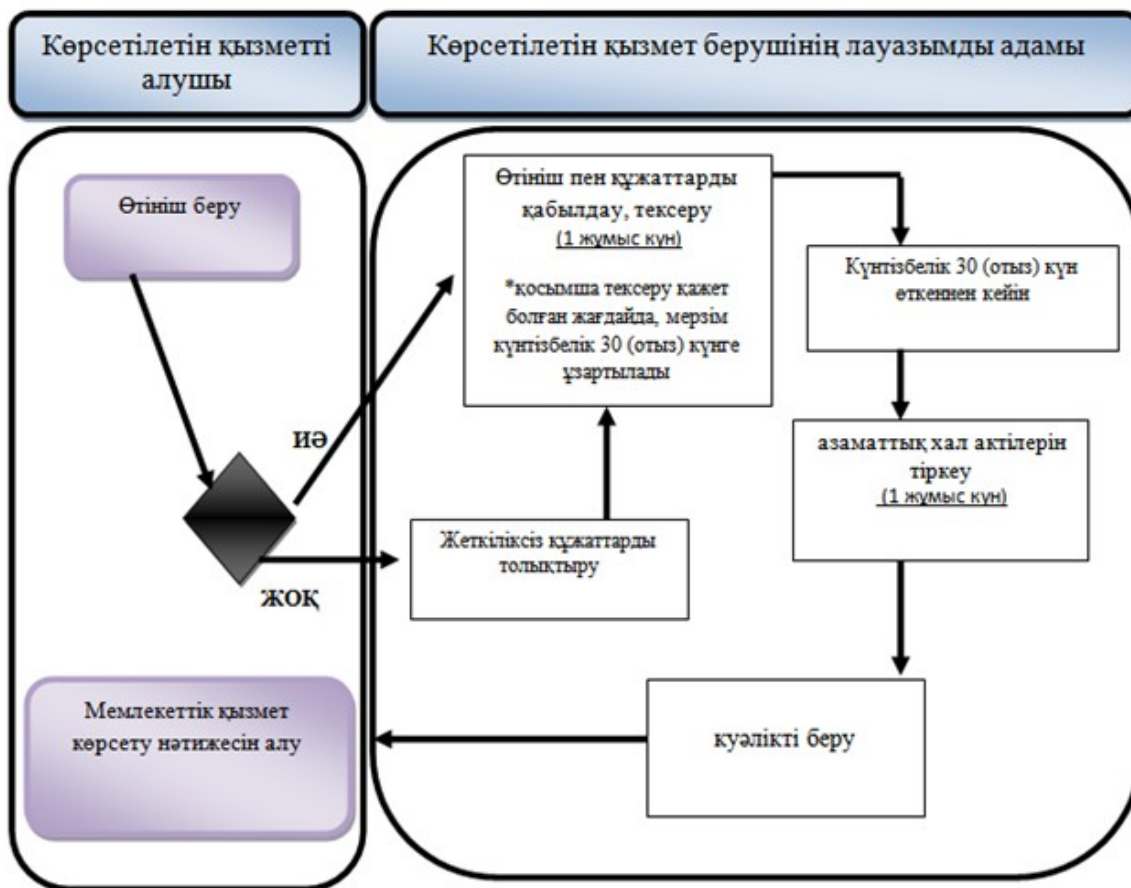 Көрсетілетін қызметті
алушы
Көрсетілетін қызмет берушінің лауазымды адамы
Өтініш беру
Өтініш пен құжаттарды
қабылдау, тексеру
(1 жұмыс күн)
*қосымша тексеру қажет
болған жағдайда, мерзім
күнтізбелік 30 (отыз) күнге
ұзартылады
Күнтізбелік 30 (отыз) күн
өткеннен кейін
азаматтық хал актілерін
тіркеу
(1 жұмыс күн)
иә
Жеткіліксіз құжаттарды
толықтыру
жоқ
Мемлекеттік қызмет
көрсету нәтижесін алу
куәлікті беру